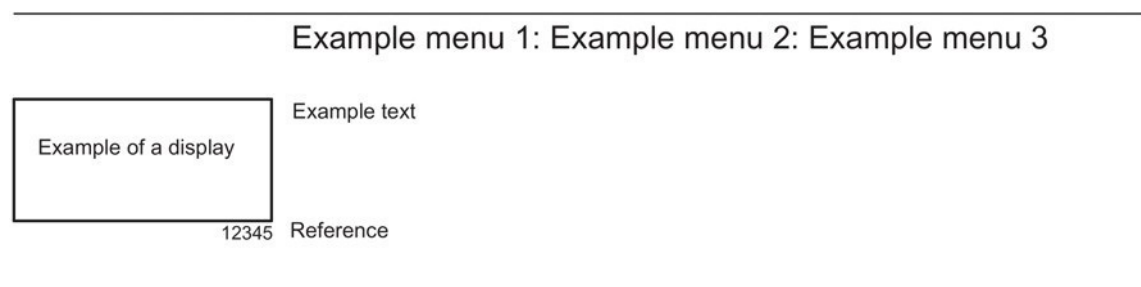 Example menu 1: Example menu 2: Example menu 3
Example text
Example of a display
12345 Reference